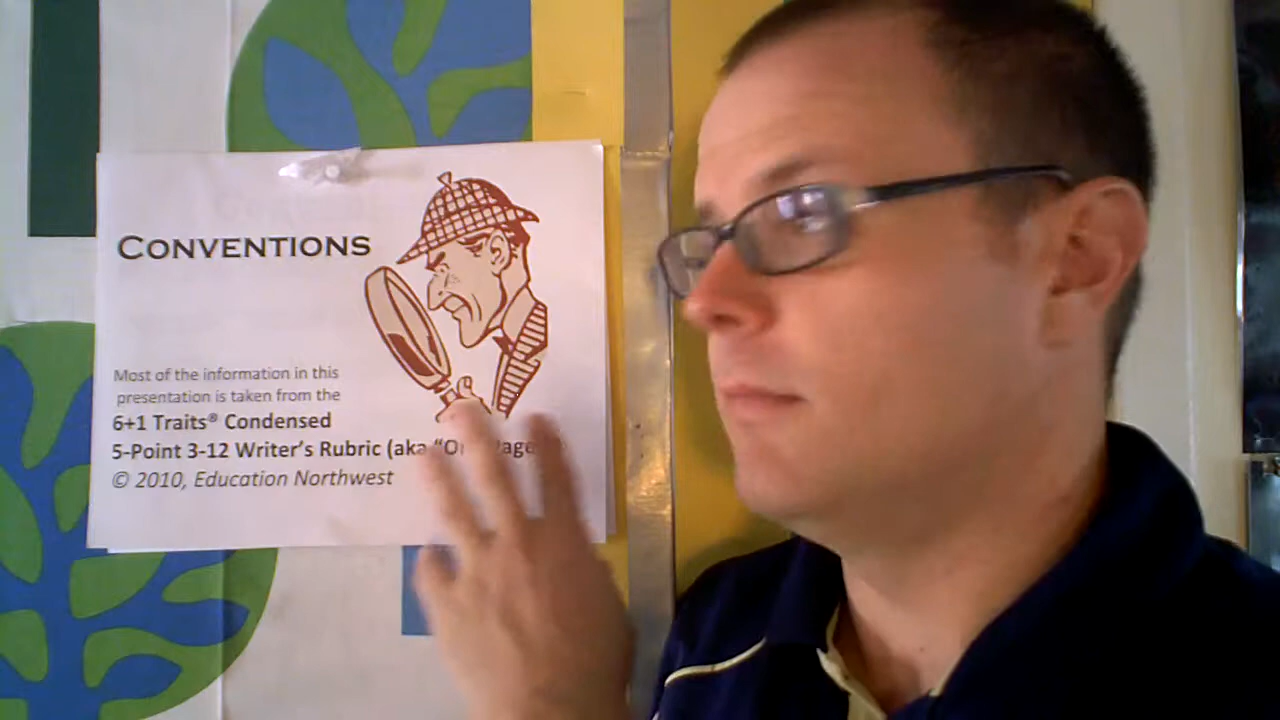 CONVENTIONS
Most of the information in this
presentation is taken from the
6+1 Traits® Condensed
5-Point 3-12 Writer's Rubric (aka
© 2010, Education Northwest